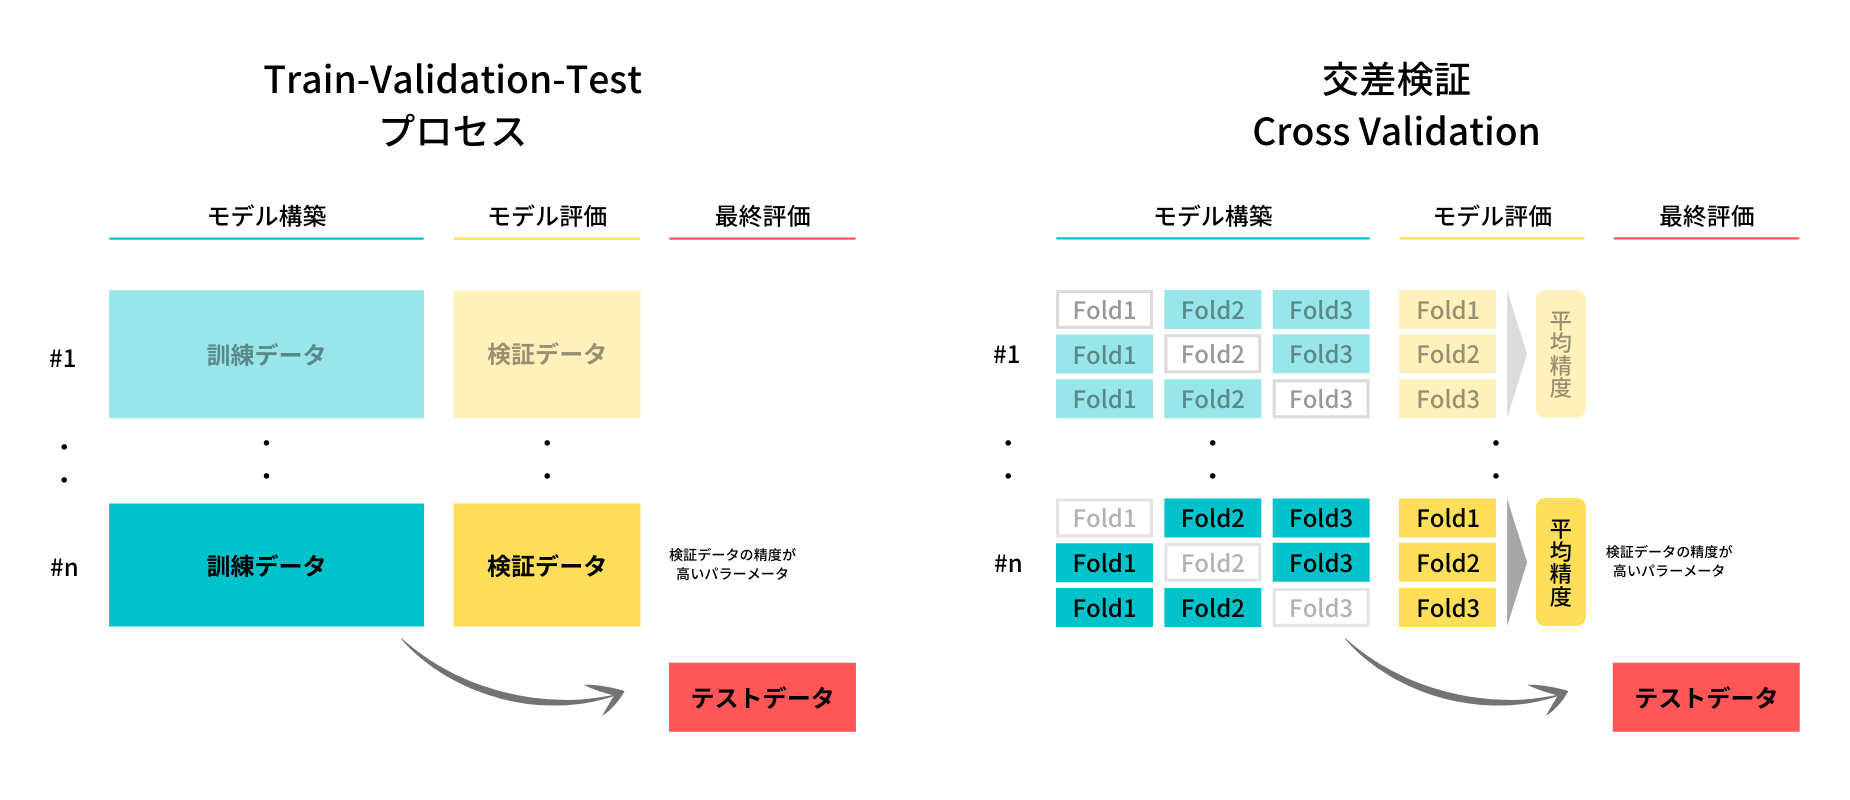 Train-Validation-Test
プロセス
モデル構築
モデル評価
最終評価
#1
訓練データ
検証データ
#n
訓練データ
検証データ
検証データの精度が
高いパラーメータ
テストデータ
交差検証
Cross Validation
モデル構築
モデル評価
最終評価
#1
Fold1 Fold2 Fold3 Fold1
Fold1 Fold2 Fold3 Fold2
Fold1 Fold2 Fold3 Fold3
平均精度
#n
Fold1 Fold2 Fold3 Fold1
Fold1 Fold2 Fold3 Fold2
Fold1 Fold2 Fold3 Fold3
平均精度
検証データの精度が
高いパラーメータ
テストデータ